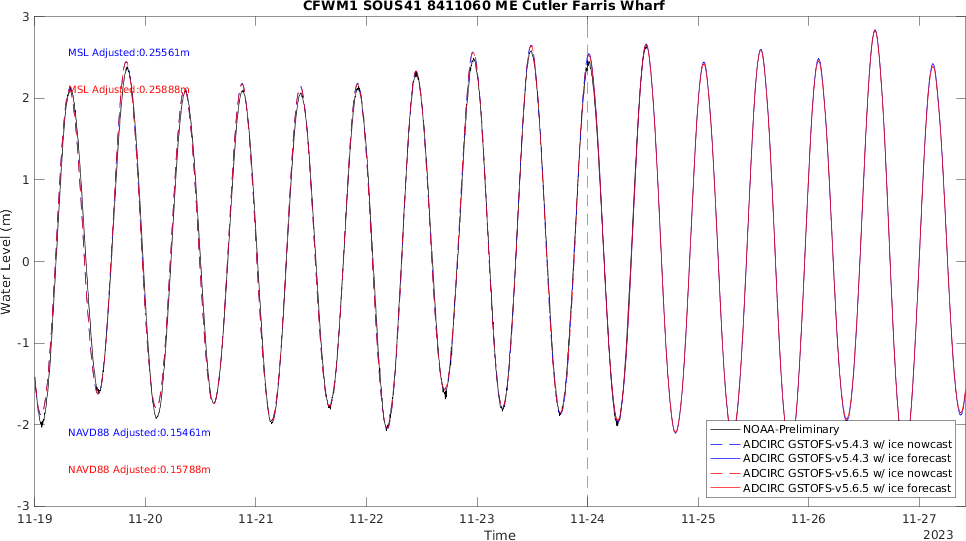 CFWM1 SOUS41 8411060 ME Cutler Farris Wharf
3
MSL Adjusted:0.25561m
MSL Adjusted:0.25888m
2
1
0
-1
-2
-3
Water Level (m)
NAVD88 Adjusted:0.15461m
NAVD88 Adjusted:0.15788m
NOAA-Preliminary
ADCIRC GSTOFS-v5.4.3 w/ ice nowcast
ADCIRC GSTOFS-v5.4.3 w/ ice forecast
ADCIRC GSTOFS-v5.6.5 w/ ice nowcast
ADCIRC GSTOFS-v5.6.5 w/ ice forecast
11-19 11-20 11-21 11-22 11-23 11-24 11-25 11-26 11-27
Time
2023